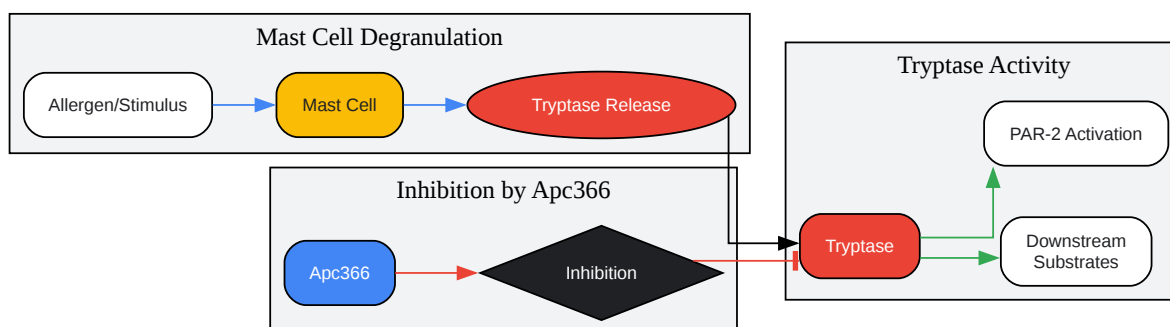 Mast Cell Degranulation
Allergen/Stimulus
Mast Cell
Tryptase Release
Inhibition by Apc366
Apc366
Inhibition
Tryptase Activity
PAR-2 Activation
Tryptase
Downstream
Substrates